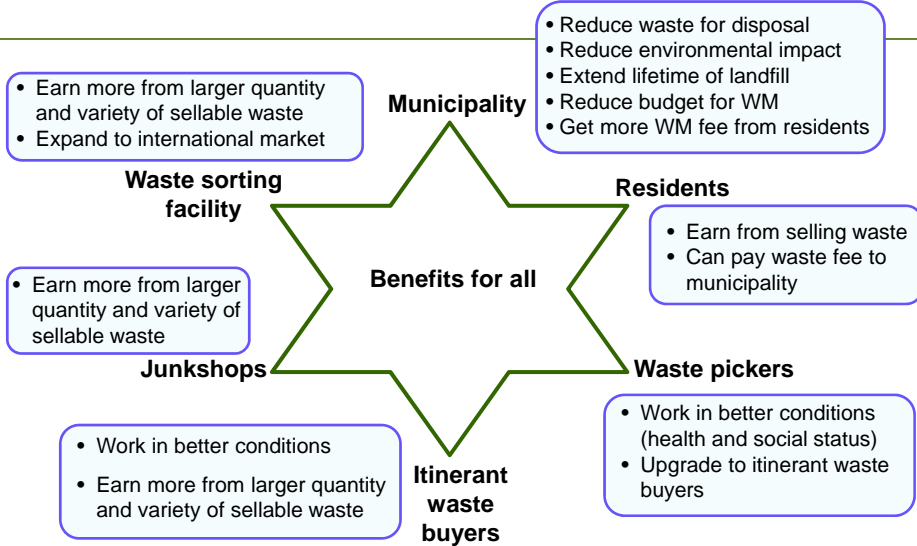 • Reduce waste for disposal
• Reduce environmental impact
• Extend lifetime of landfill
• Reduce budget for WM
• Get more WM fee from residents
Municipality
• Earn more from larger quantity
and variety of sellable waste
• Expand to international market
Waste sorting
facility
Residents
• Earn from selling waste
• Can pay waste fee to
municipality
Benefits for all
• Earn more from larger
quantity and variety of
sellable waste
Junkshops
Waste pickers
• Work in better conditions
(health and social status)
• Upgrade to itinerant waste
buyers
• Work in better conditions
• Earn more from larger quantity
and variety of sellable waste
Itinerant
waste
buyers